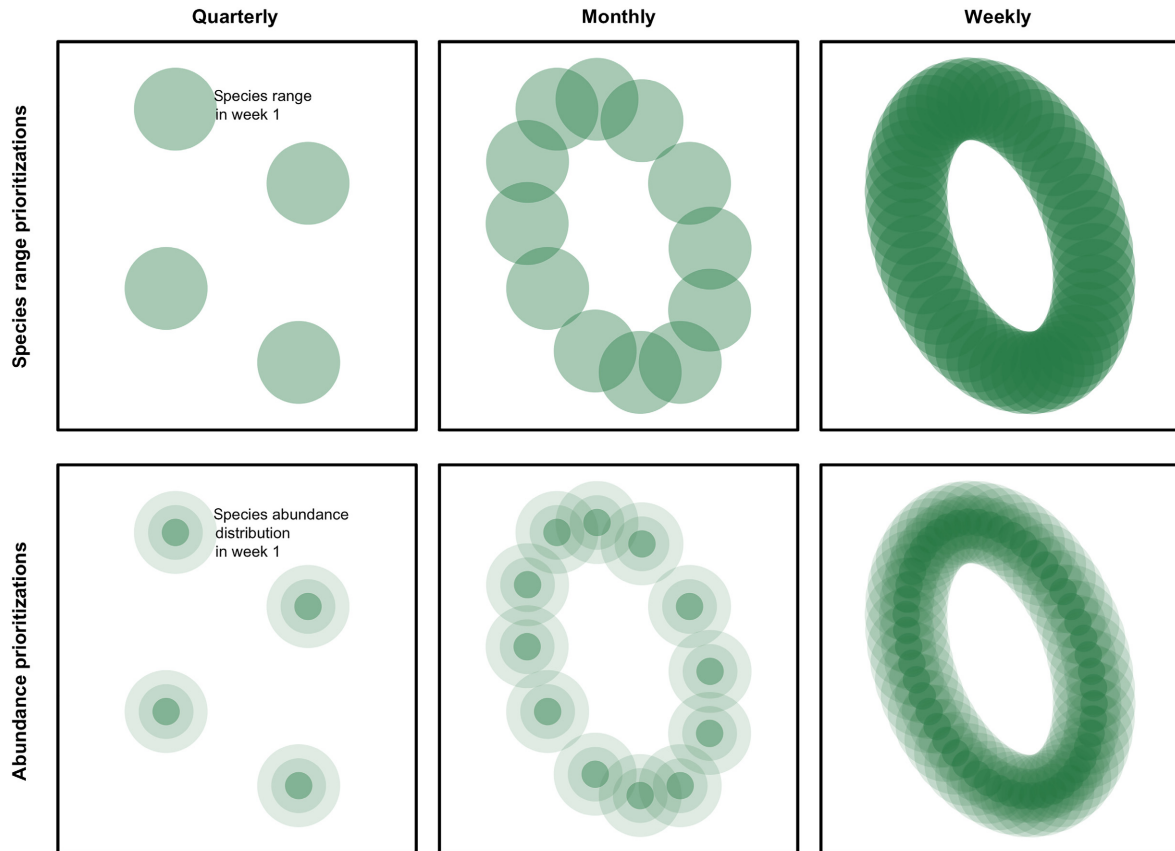 Quarterly
Monthly
Weekly
Species range prioritizations
Species range
in week 1
Abundance prioritizations
Species abundance
distribution
in week 1